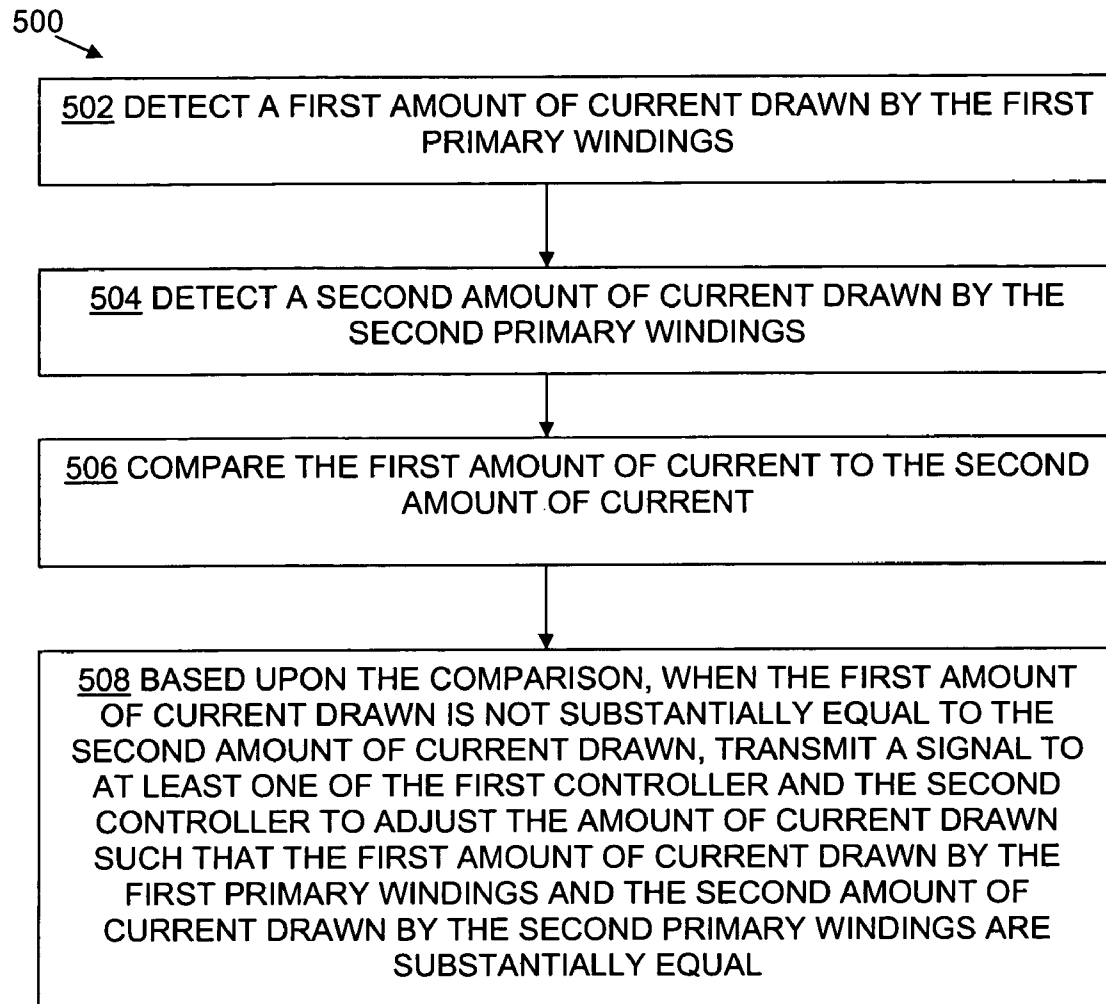 500
502 DETECT A FIRST AMOUNT OF CURRENT DRAWN BY THE FIRST
PRIMARY WINDINGS
504 DETECT A SECOND AMOUNT OF CURRENT DRAWN BY THE
SECOND PRIMARY WINDINGS
506 COMPARE THE FIRST AMOUNT OF CURRENT TO THE SECOND
AMOUNT OF CURRENT
508 BASED UPON THE COMPARISON, WHEN THE FIRST AMOUNT
OF CURRENT DRAWN IS NOT SUBSTANTIALLY EQUAL TO THE
SECOND AMOUNT OF CURRENT DRAWN, TRANSMIT A SIGNAL TO
AT LEAST ONE OF THE FIRST CONTROLLER AND THE SECOND
CONTROLLER TO ADJUST THE AMOUNT OF CURRENT DRAWN
SUCH THAT THE FIRST AMOUNT OF CURRENT DRAWN BY THE
FIRST PRIMARY WINDINGS AND THE SECOND AMOUNT OF
CURRENT DRAWN BY THE SECOND PRIMARY WINDINGS ARE
SUBSTANTIALLY EQUAL